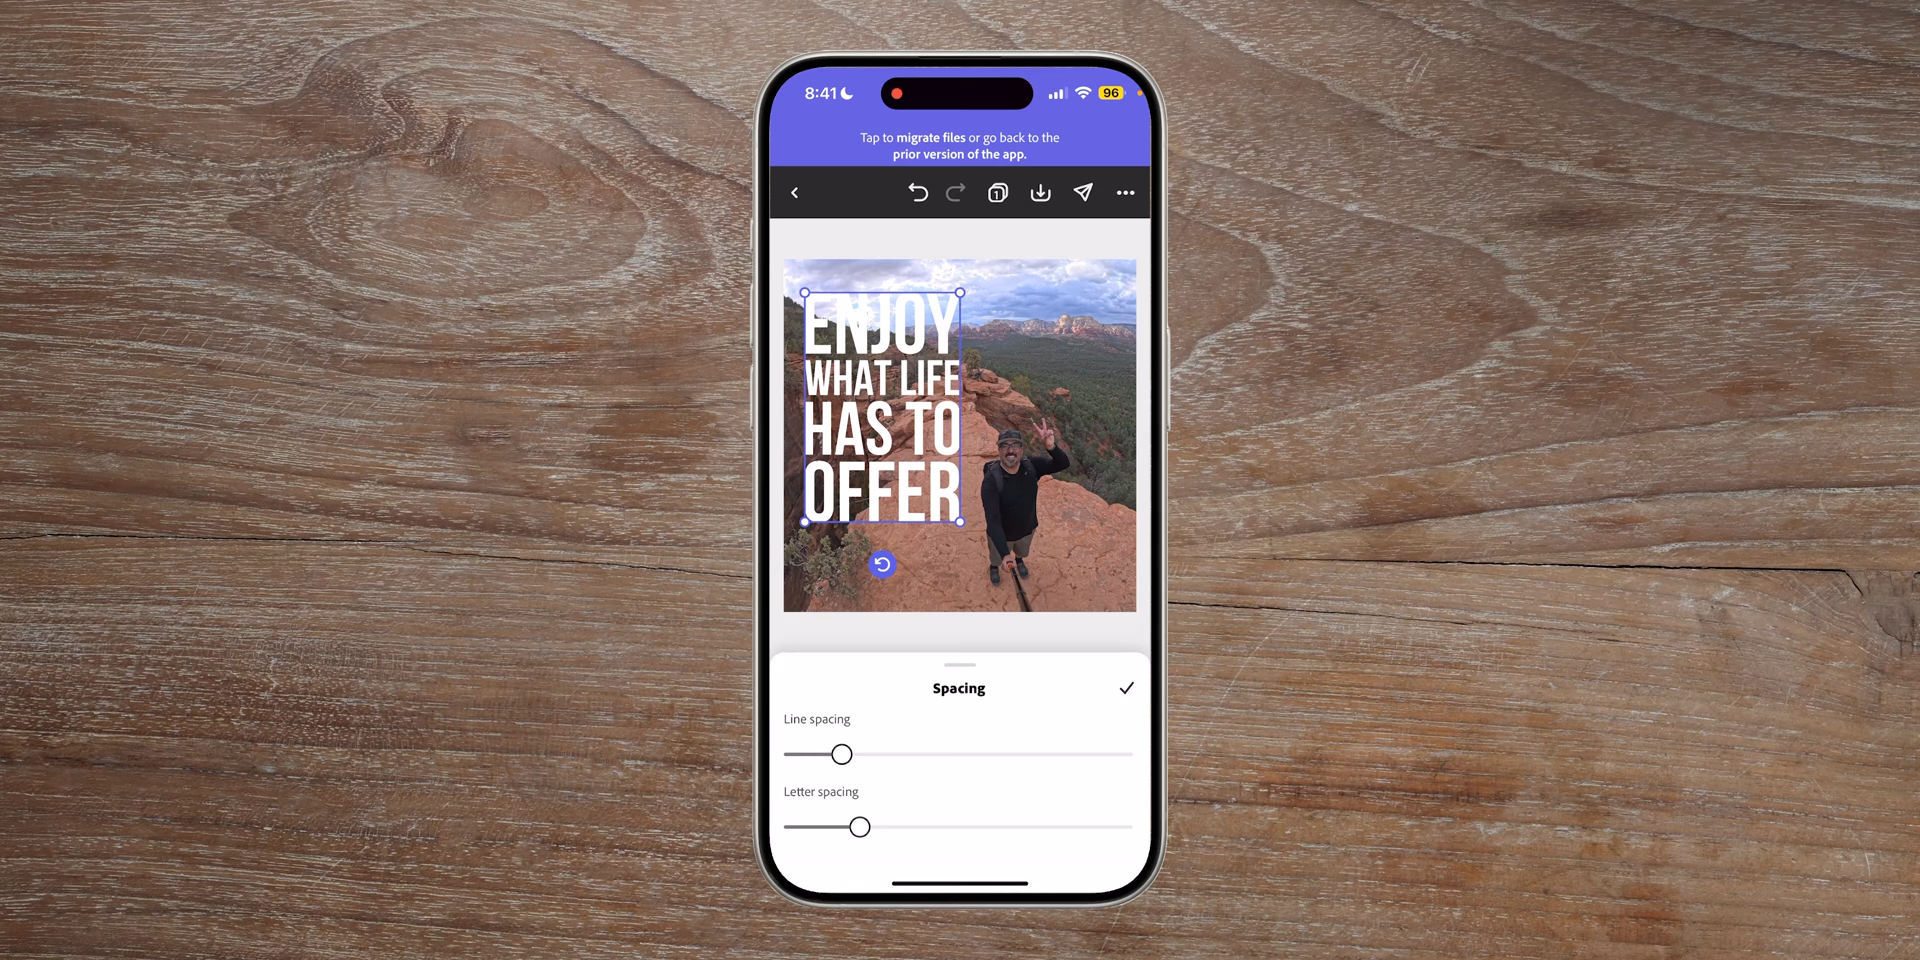 8:41
96
Tap to migrate files or go back to the
prior version of the app.
1
ENJOY
WHAT LIFE
HAS TO
OFFER
Spacing
Line spacing
Letter spacing